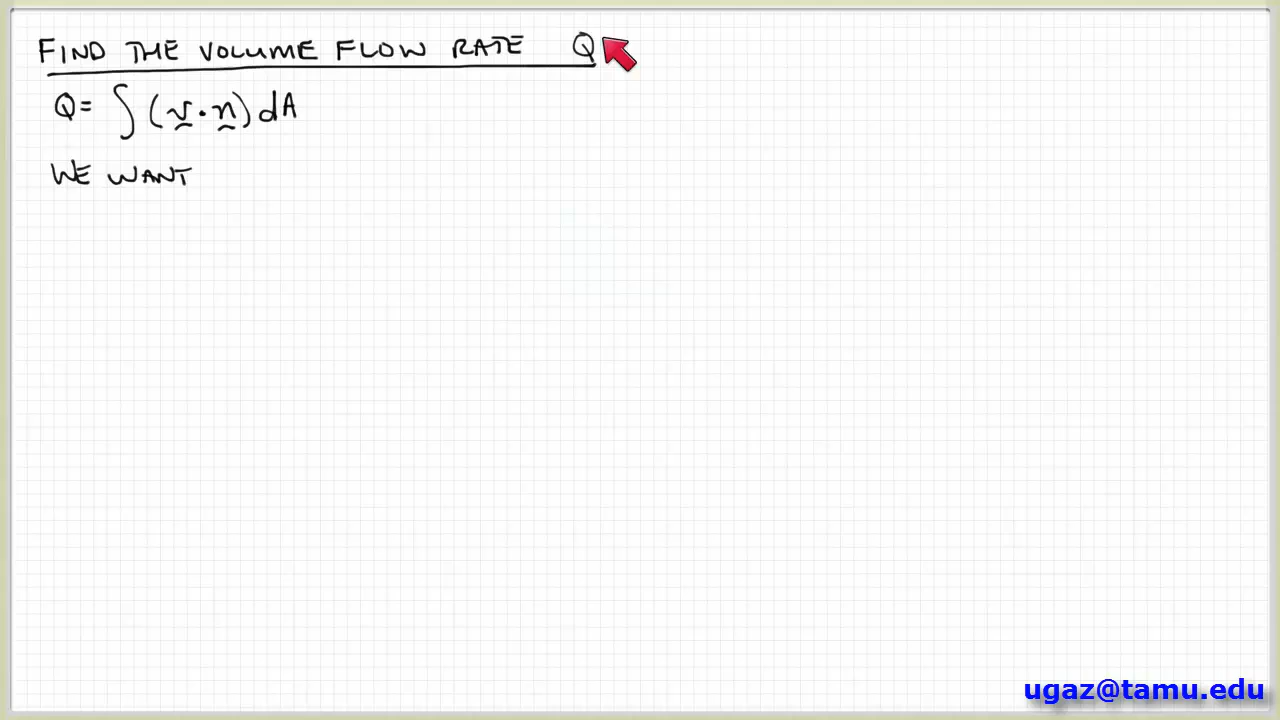 FIND THE VOLUME FLOW RATE Q
Q= ∫ (v · n) dA
WE WANT
ugaz@tamu.edu